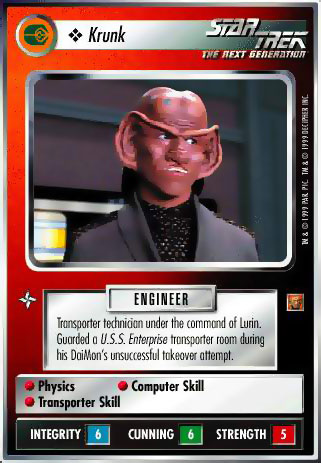 ❖ Krunk
STAR TREK
THE NEXT GENERATION
TM & © 1999 PAR. PIC. TM & © 1999 DECIPHER INC.
ENGINEER
Transporter technician under the command of Lurin.
Guarded a U.S.S. Enterprise transporter room during
his DaiMon's unsuccessful takeover attempt.
Physics
Computer Skill
Transporter Skill
INTEGRITY 6 CUNNING 6 STRENGTH 5